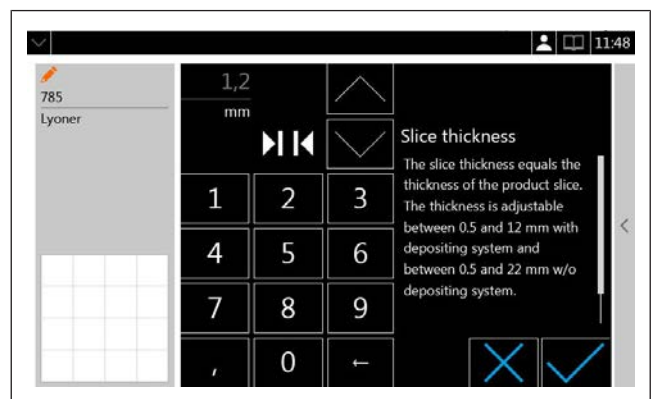 11:48
785
Lyoner
1,2
mm
Slice thickness
The slice thickness equals the
thickness of the product slice.
The thickness is adjustable
between 0.5 and 12 mm with
depositing system and
between 0.5 and 22 mm w/o
depositing system.
1 2 3
4 5 6
7 8 9
, 0 ←